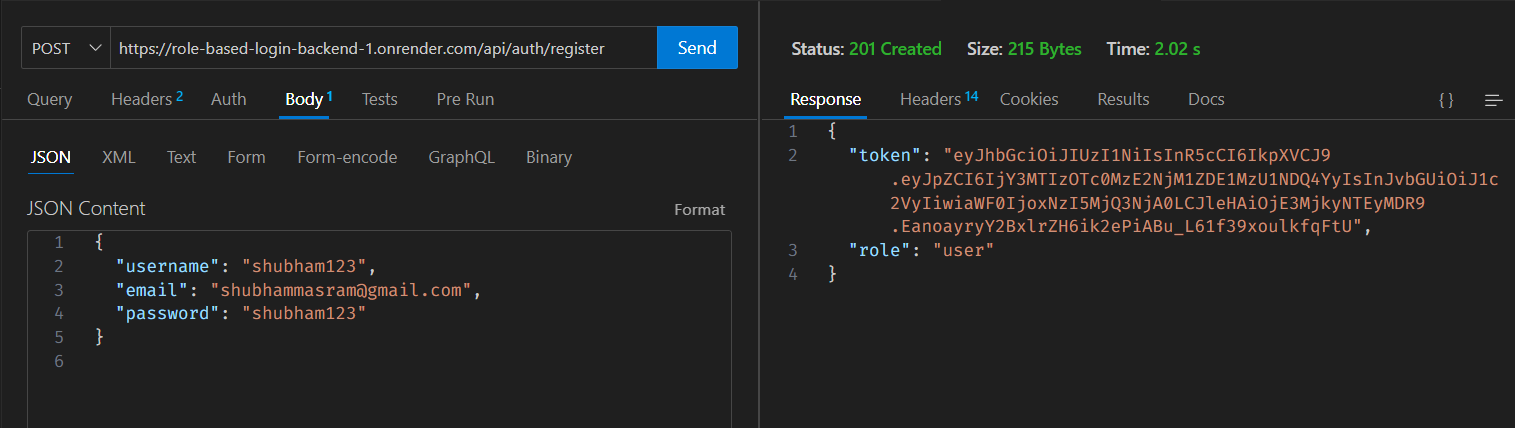 POST
https://role-based-login-backend-1.onrender.com/api/auth/register
Send
Query
Headers 2
Auth
Body 1
Tests
Pre Run
JSON
XML
Text
Form
Form-encode
GraphQL
Binary
JSON Content
Format
1 {
2 "username": "shubham123",
3 "email": "shubhammasram@gmail.com",
4 "password": "shubham123"
5 }
6
Status: 201 Created Size: 215 Bytes Time: 2.02 s
Response
Headers 14
Cookies
Results
Docs
{ }
1 {
2 "token": "eyJhbGciOiJIUzI1NiIsInR5cCI6IkpXVCJ9
.eyJpZCI6IjY3MTIzOTc0MzE2NjM1ZDE1MzU1NDQ4YyIsInJvbGUiOiJ1c
2VyIiwiaWF0IjoxNzI5MjQ3NjA0LCJleHAiOjE3MjkyNTEyMDR9
.EanoayryY2BxlrZH6ik2ePiABu_L61f39xoulkfqFtU",
3 "role": "user"
4 }